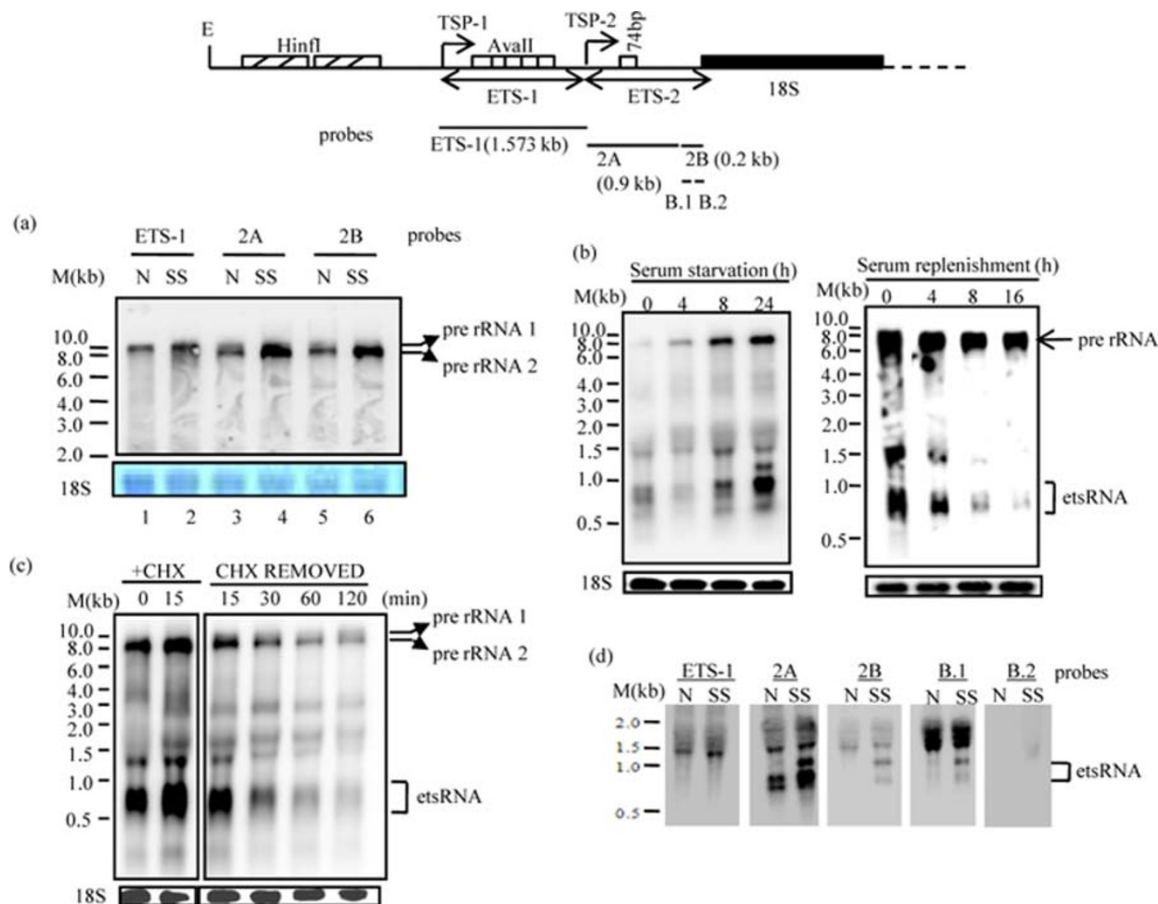 E
TSP-1
TSP-2
HinfI
AvaII
74bp
ETS-1
ETS-2
18S
probes
ETS-1(1.573 kb)
2A
2B (0.2 kb)
(0.9 kb)
B.1 B.2
(a)
ETS-1 2A 2B probes
N SS N SS N SS
M(kb)
10.0
8.0
6.0
4.0
3.0
2.0
pre rRNA 1
pre rRNA 2
18S
1 2 3 4 5 6
(b)
Serum starvation (h)
M(kb) 0 4 8 24
10.0
8.0
6.0
4.0
3.0
2.0
1.5
1.0
0.5
18S
Serum replenishment (h)
M(kb) 0 4 8 16
10.0
8.0
6.0
4.0
3.0
2.0
1.5
1.0
0.5
pre rRNA
etsRNA
(c)
+CHX CHX REMOVED
M(kb) 0 15 15 30 60 120 (min)
10.0
8.0
6.0
4.0
3.0
2.0
1.5
1.0
0.5
pre rRNA 1
pre rRNA 2
etsRNA
18S
(d)
ETS-1 2A 2B B.1 B.2 probes
M(kb) N SS N SS N SS N SS N SS
2.0
1.5
1.0
0.5
etsRNA